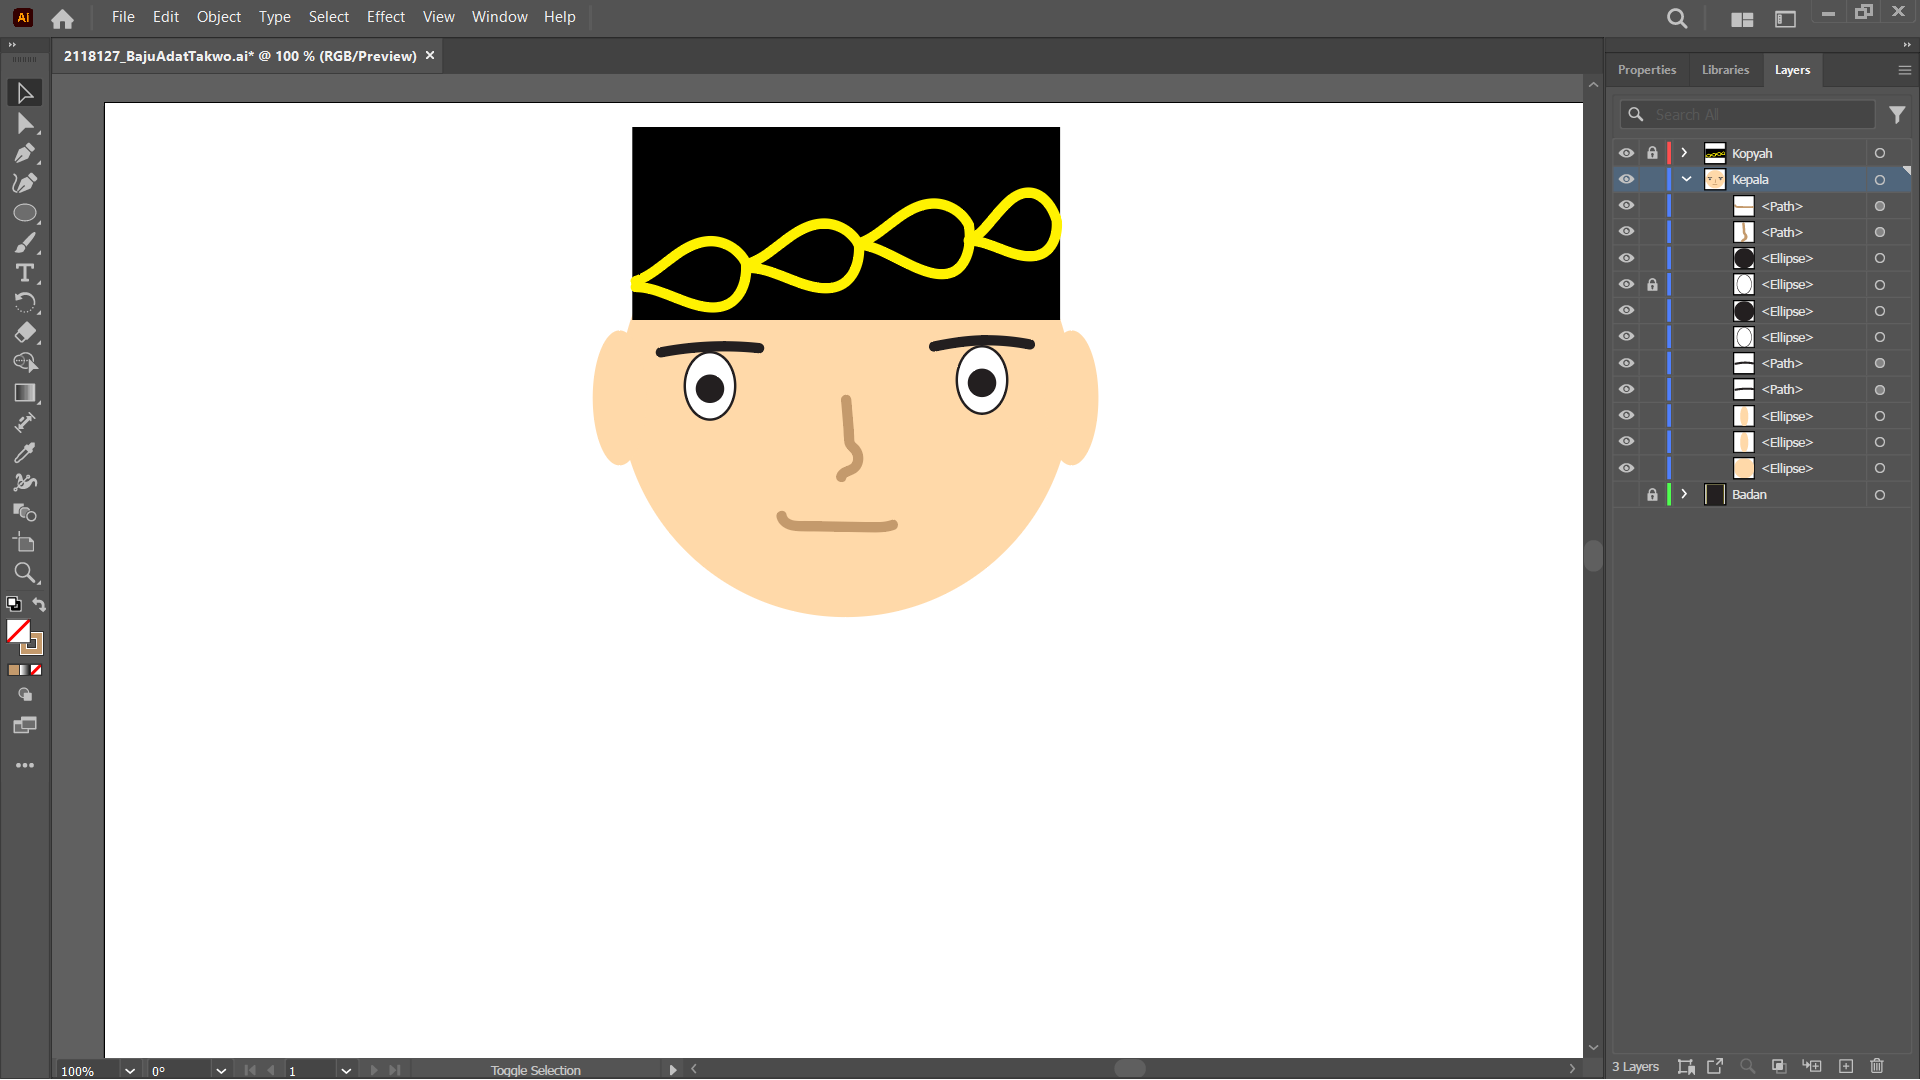 Ai File Edit Object Type Select Effect View Window Help
2118127_BajuAdatTakwo.ai* @ 100 % (RGB/Preview) ×
Properties Libraries Layers
Search All
Kopyah
Kepala
<Path>
<Path>
<Ellipse>
<Ellipse>
<Ellipse>
<Ellipse>
<Path>
<Path>
<Ellipse>
<Ellipse>
<Ellipse>
Badan
100% 0° 1 Toggle Selection
3 Layers